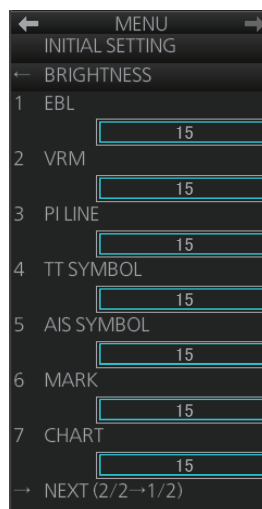 ← MENU →
INITIAL SETTING
← BRIGHTNESS
1 EBL
15
2 VRM
15
3 PI LINE
15
4 TT SYMBOL
15
5 AIS SYMBOL
15
6 MARK
15
7 CHART
15
→ NEXT (2/2→1/2)